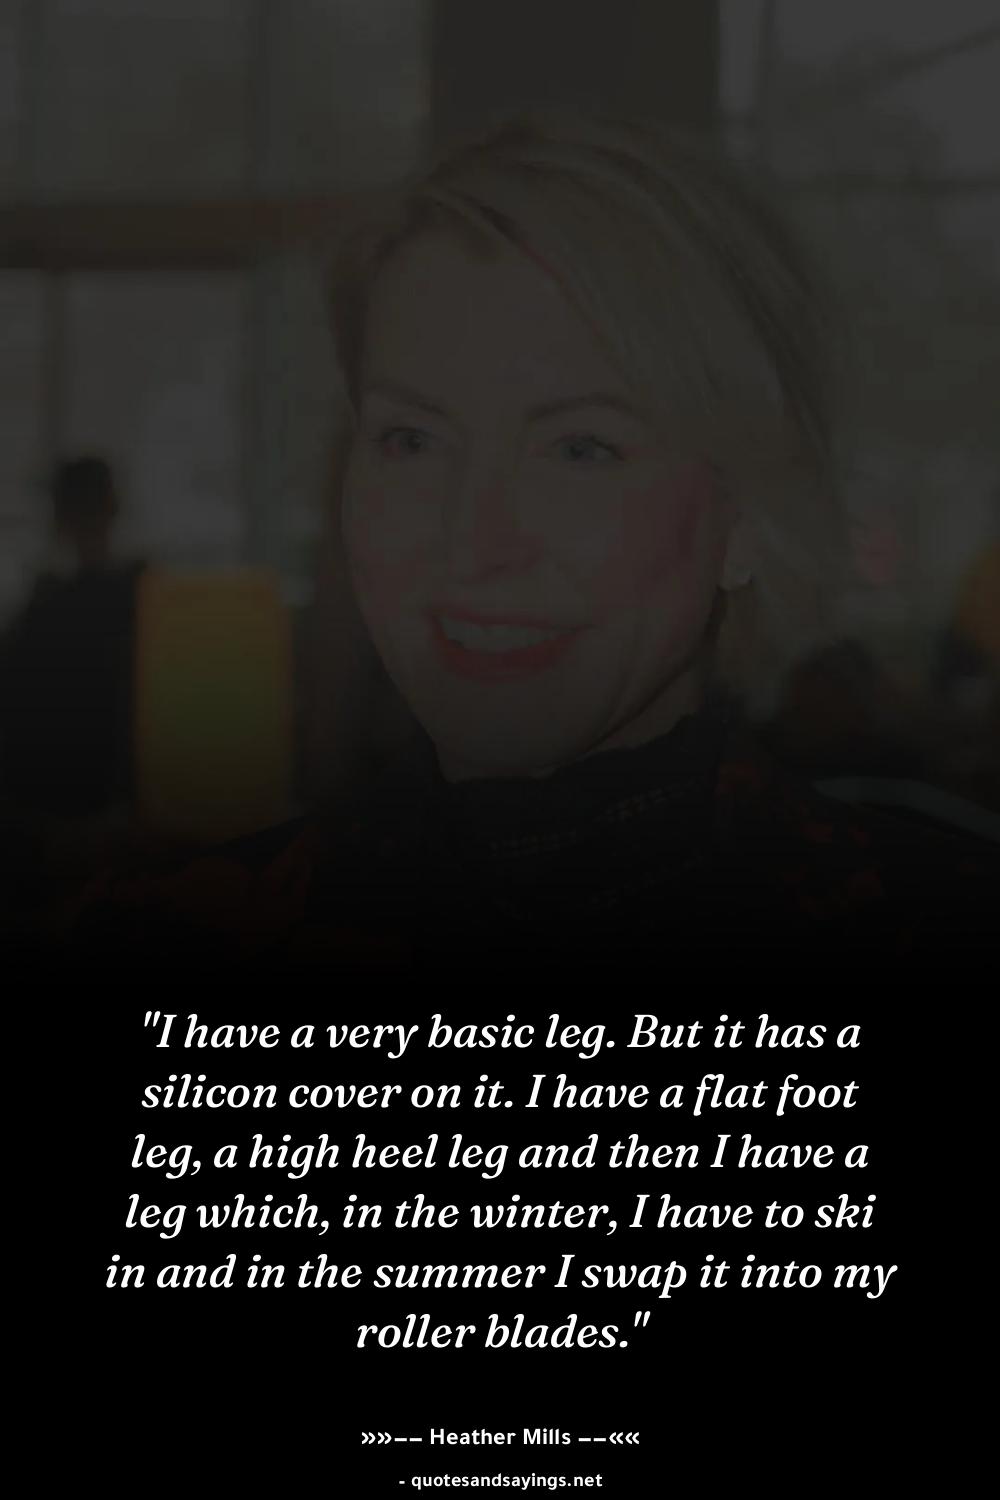 "I have a very basic leg. But it has a
silicon cover on it. I have a flat foot
leg, a high heel leg and then I have a
leg which, in the winter, I have to ski
in and in the summer I swap it into my
roller blades."
»»–– Heather Mills ––««
- quotesandsayings.net